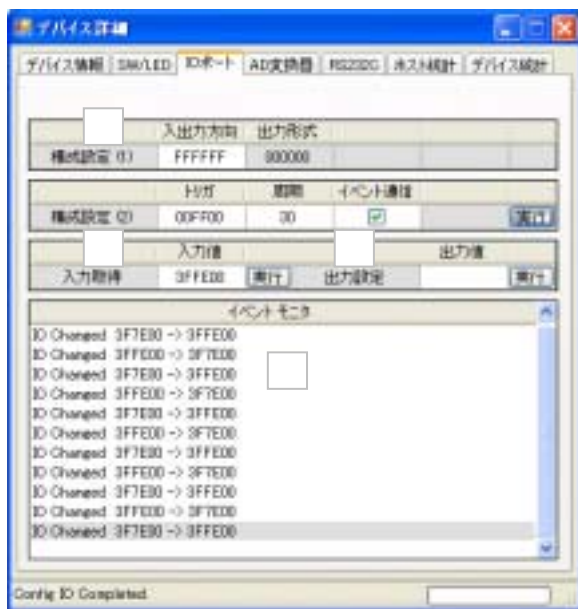 デバイス詳細
デバイス情報 SW/LED IOポート AD変換器 RS232C ホスト統計 デバイス統計
入出力方向 出力形式
構成設定 (1) FFFFFF 000000
トリガ 周期 イベント通信
構成設定 (2) 00FF00 30 実行
入力値 出力値
入力取得 3FFE00 実行 出力設定 実行
イベント モニタ
IO Changed 3F7E00 -> 3FFE00
IO Changed 3FFE00 -> 3F7E00
IO Changed 3F7E00 -> 3FFE00
IO Changed 3FFE00 -> 3F7E00
IO Changed 3F7E00 -> 3FFE00
IO Changed 3FFE00 -> 3F7E00
IO Changed 3F7E00 -> 3FFE00
IO Changed 3FFE00 -> 3F7E00
IO Changed 3F7E00 -> 3FFE00
IO Changed 3FFE00 -> 3F7E00
IO Changed 3F7E00 -> 3FFE00
Config IO Completed.